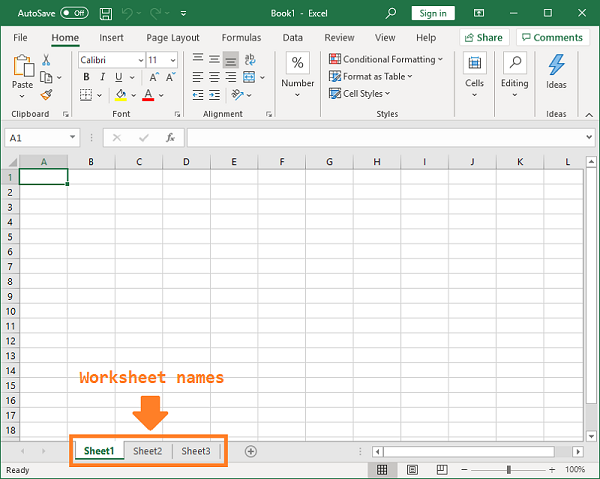 AutoSave Off Book1 - Excel Sign in
File Home Insert Page Layout Formulas Data Review View Help Share Comments
Paste Calibri 11 B I U A A A Number % Conditional Formatting Format as Table Cell Styles Cells Editing Ideas
Clipboard Font Alignment Styles Ideas
A1 fx
A B C D E F G H I J K L
1
2
3
4
5
6
7
8
9
10
11
12
13
14
15
16
17
18
Worksheet names
Sheet1 Sheet2 Sheet3
Ready 100%